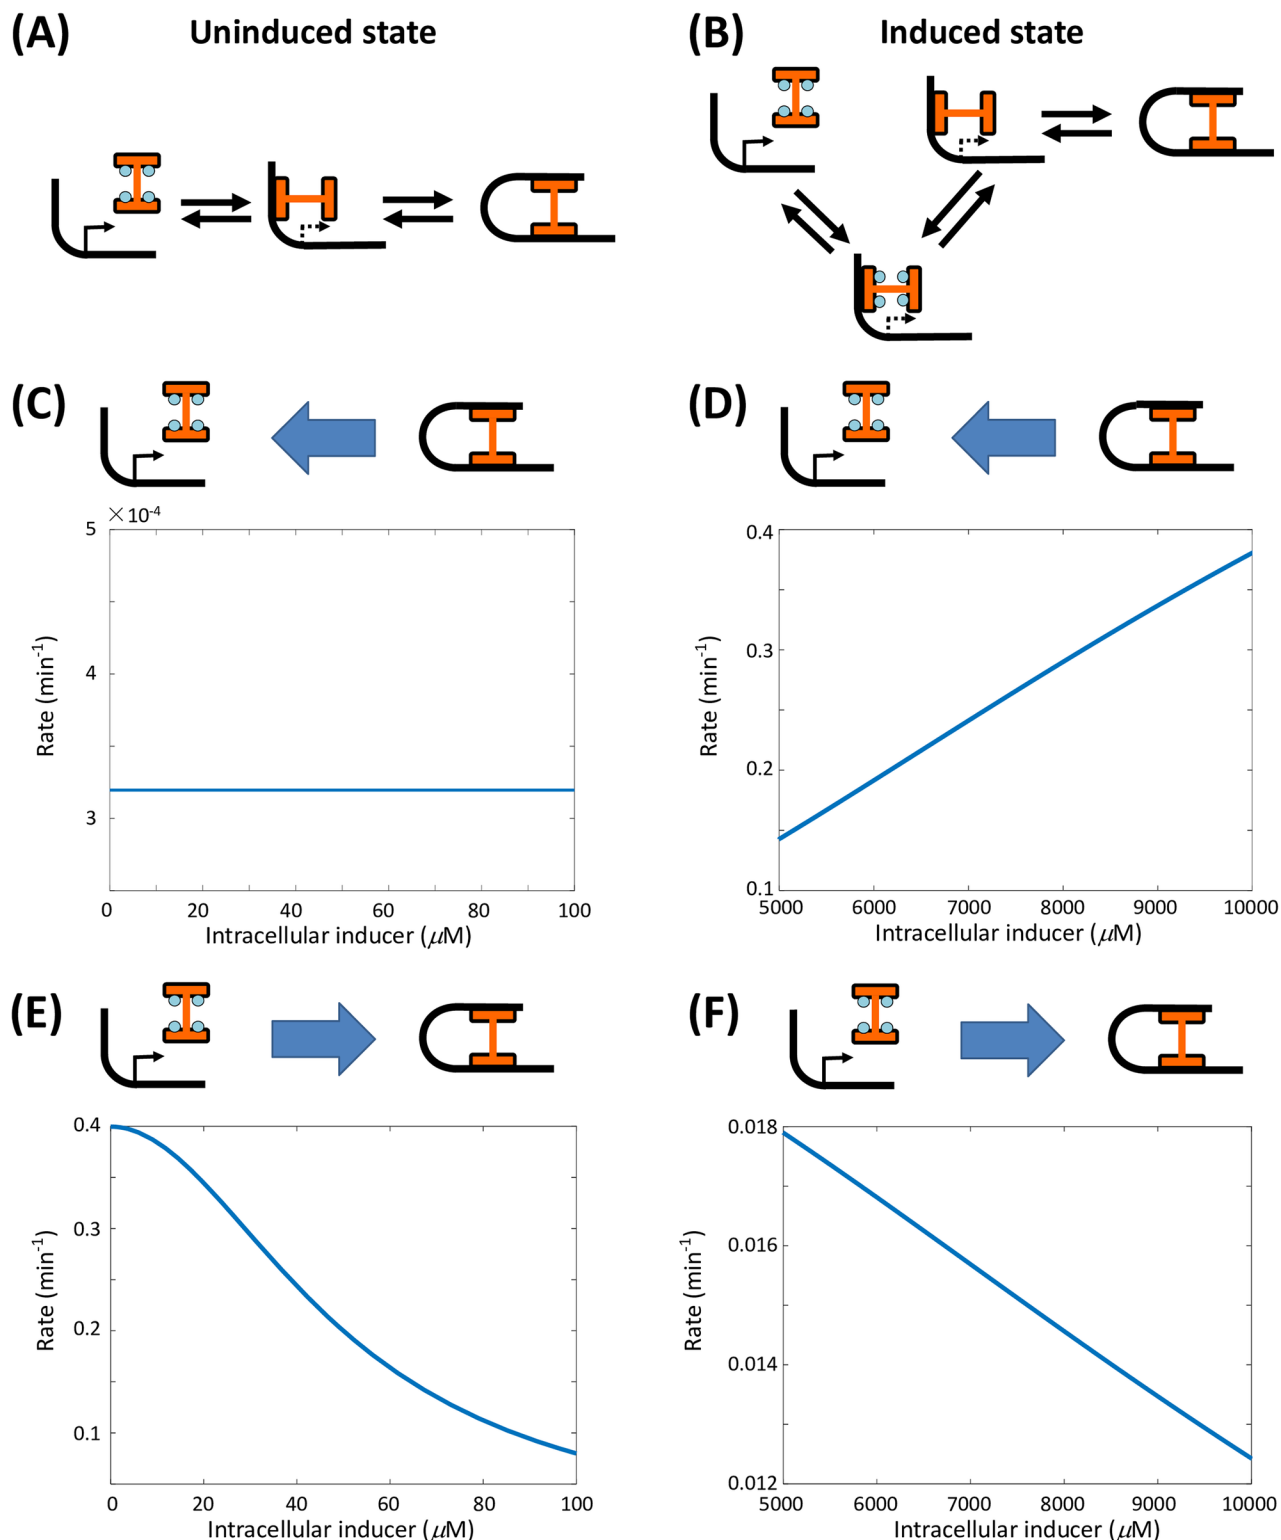 (A) Uninduced state
(B) Induced state
(C)
(D)
×10-4
5
4
3
Rate (min-1)
0 20 40 60 80 100
Intracellular inducer (μM)
0.4
0.3
0.2
0.1
Rate (min-1)
5000 6000 7000 8000 9000 10000
Intracellular inducer (μM)
(E)
(F)
0.4
0.3
0.2
0.1
Rate (min-1)
0 20 40 60 80 100
Intracellular inducer (μM)
0.018
0.016
0.014
0.012
Rate (min-1)
5000 6000 7000 8000 9000 10000
Intracellular inducer (μM)